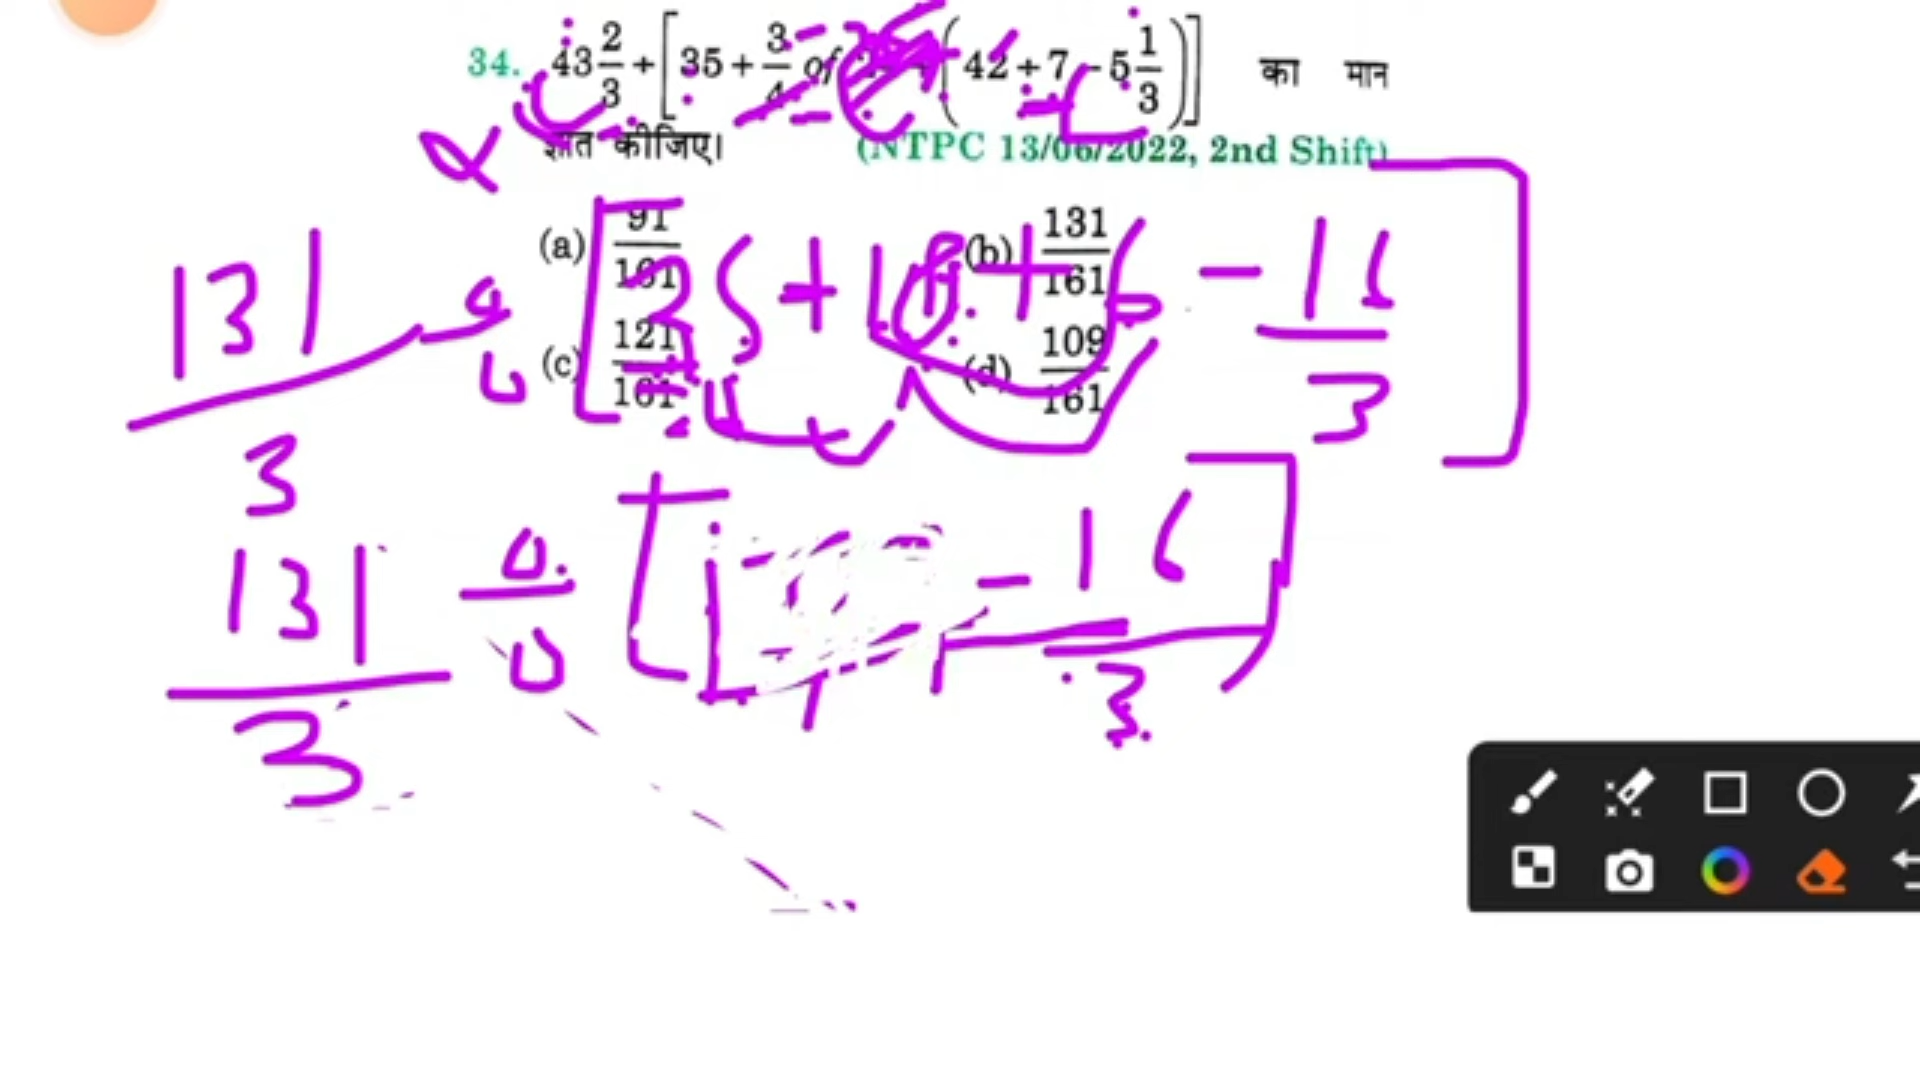 34. 43 2/3 ÷ [35 + 3/4 of (42 ÷ 7 - 5 1/3)] का मान
ज्ञात कीजिए।
(NTPC 13/06/2022, 2nd Shift)
(a) 91/161 (b) 131/161
(c) 121/161 (d) 109/161
131/3 ÷ [35 + 18 + 6 - 16/3]
131/3 ÷ [ - 16/3]